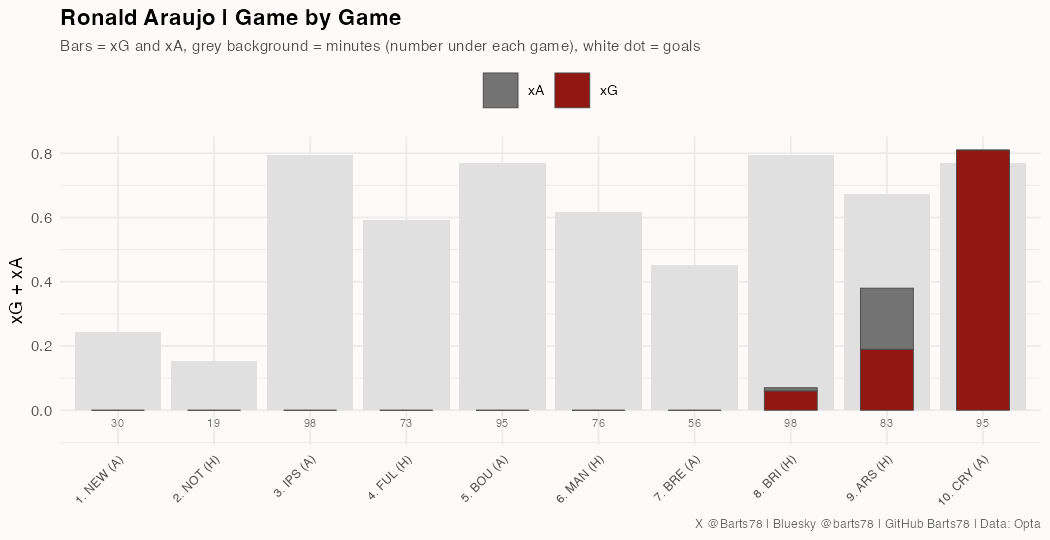 Ronald Araujo | Game by Game
Bars = xG and xA, grey background = minutes (number under each game), white dot = goals
xA xG
xG + xA
0.8
0.6
0.4
0.2
0.0
30 19 98 73 95 76 56 98 83 95
1. NEW (A) 2. NOT (H) 3. IPS (A) 4. FUL (H) 5. BOU (A) 6. MAN (H) 7. BRE (A) 8. BRI (H) 9. ARS (H) 10. CRY (A)
X @Barts78 | Bluesky @barts78 | GitHub Barts78 | Data: Opta